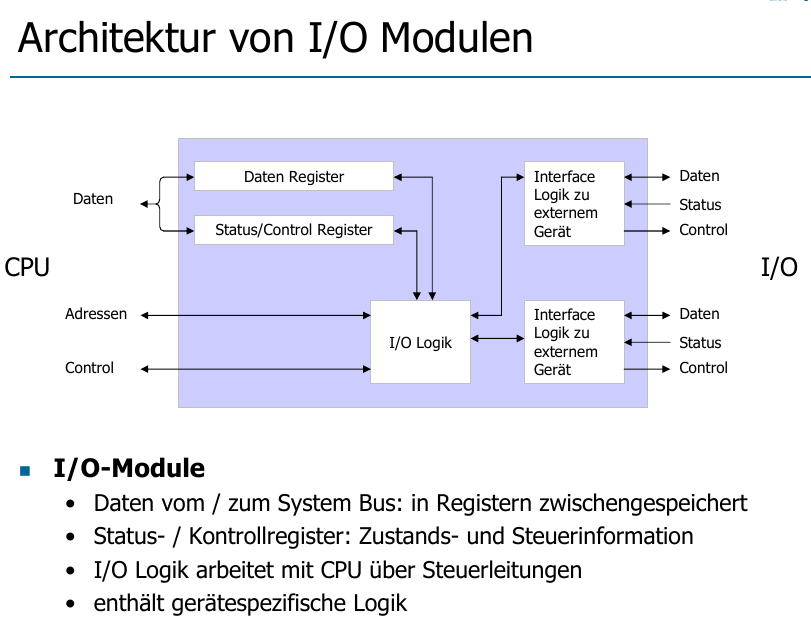 Architektur von I/O Modulen
Daten Register
Status/Control Register
Daten
CPU
Adressen
Control
I/O Logik
Interface
Logik zu
externem
Gerät
Daten
Status
Control
I/O
Interface
Logik zu
externem
Gerät
Daten
Status
Control
I/O-Module
Daten vom / zum System Bus: in Registern zwischengespeichert
Status- / Kontrollregister: Zustands- und Steuerinformation
I/O Logik arbeitet mit CPU über Steuerleitungen
enthält gerätespezifische Logik